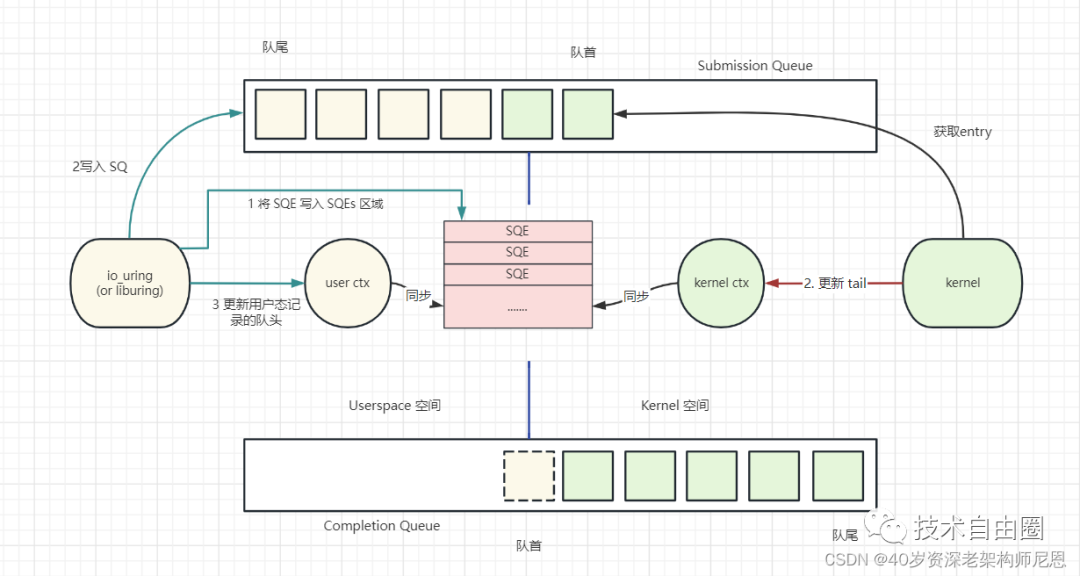 队尾
队首
Submission Queue
获取entry
2写入 SQ
1 将 SQE 写入 SQEs 区域
SQE
SQE
SQE
.......
io_uring
(or liburing)
user ctx
同步
同步
kernel ctx
2. 更新 tail
kernel
3 更新用户态记
录的队头
Userspace 空间
Kernel 空间
Completion Queue
队首
队尾
技术自由圈
CSDN @40岁资深老架构师尼恩